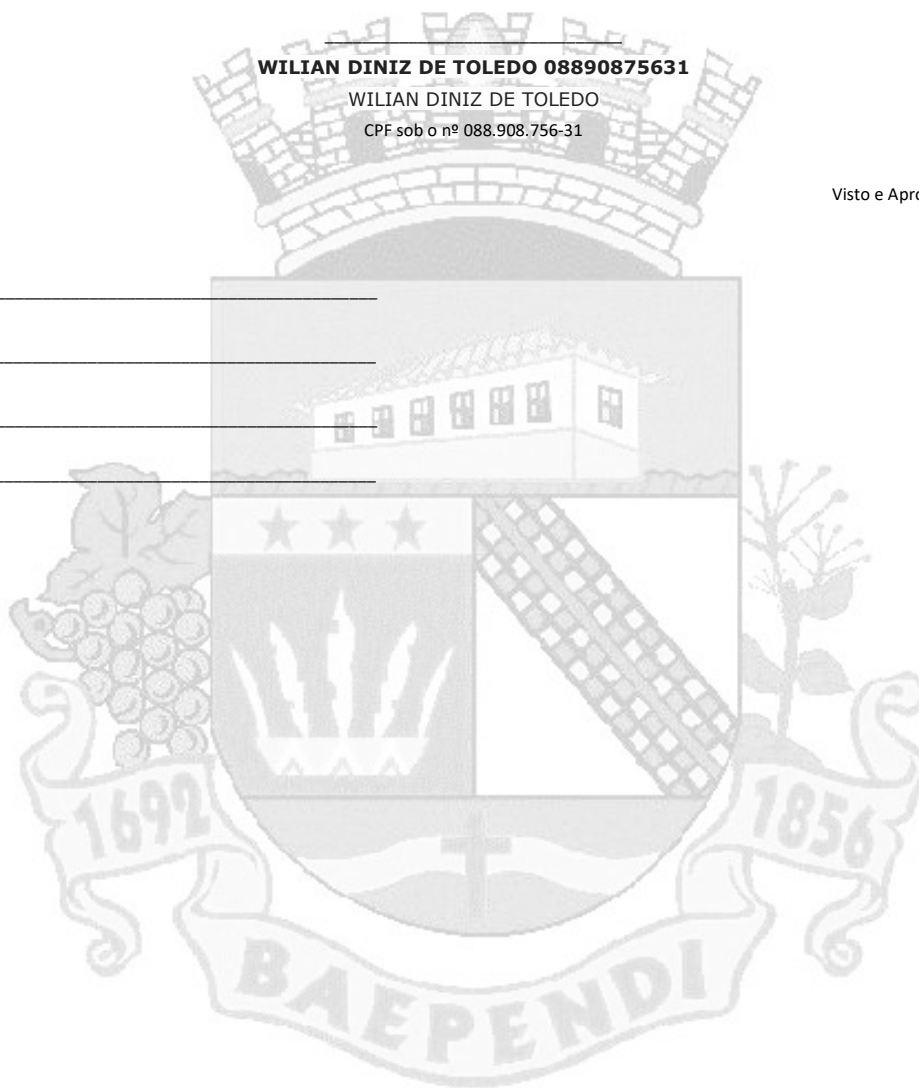 WILIAN DINIZ DE TOLEDO 08890875631
WILIAN DINIZ DE TOLEDO
CPF sob o nº 088.908.756-31
Visto e Apro
1692
1856
BAEPENDI